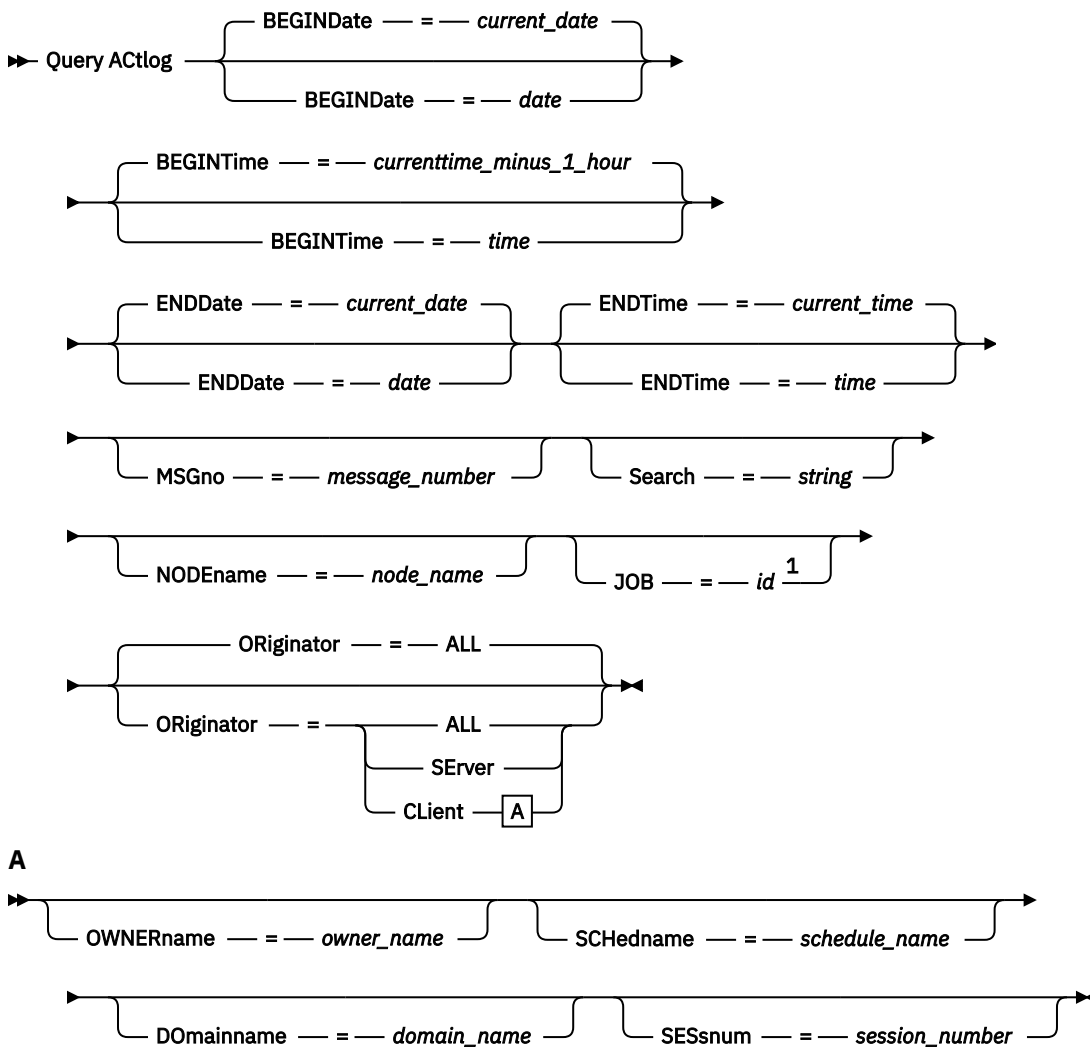 BEGINDate = current_date
Query ACtlog
BEGINDate = date
BEGINTime = currenttime_minus_1_hour
BEGINTime = time
ENDDate = current_date ENDTime = current_time
ENDDate = date ENDTime = time
MSGno = message_number Search = string
NODEname = node_name JOB = id 1
ORiginator = ALL
ORiginator = ALL
SErver
CLient A
A
OWNERname = owner_name SCHedname = schedule_name
DOmainname = domain_name SESsnum = session_number